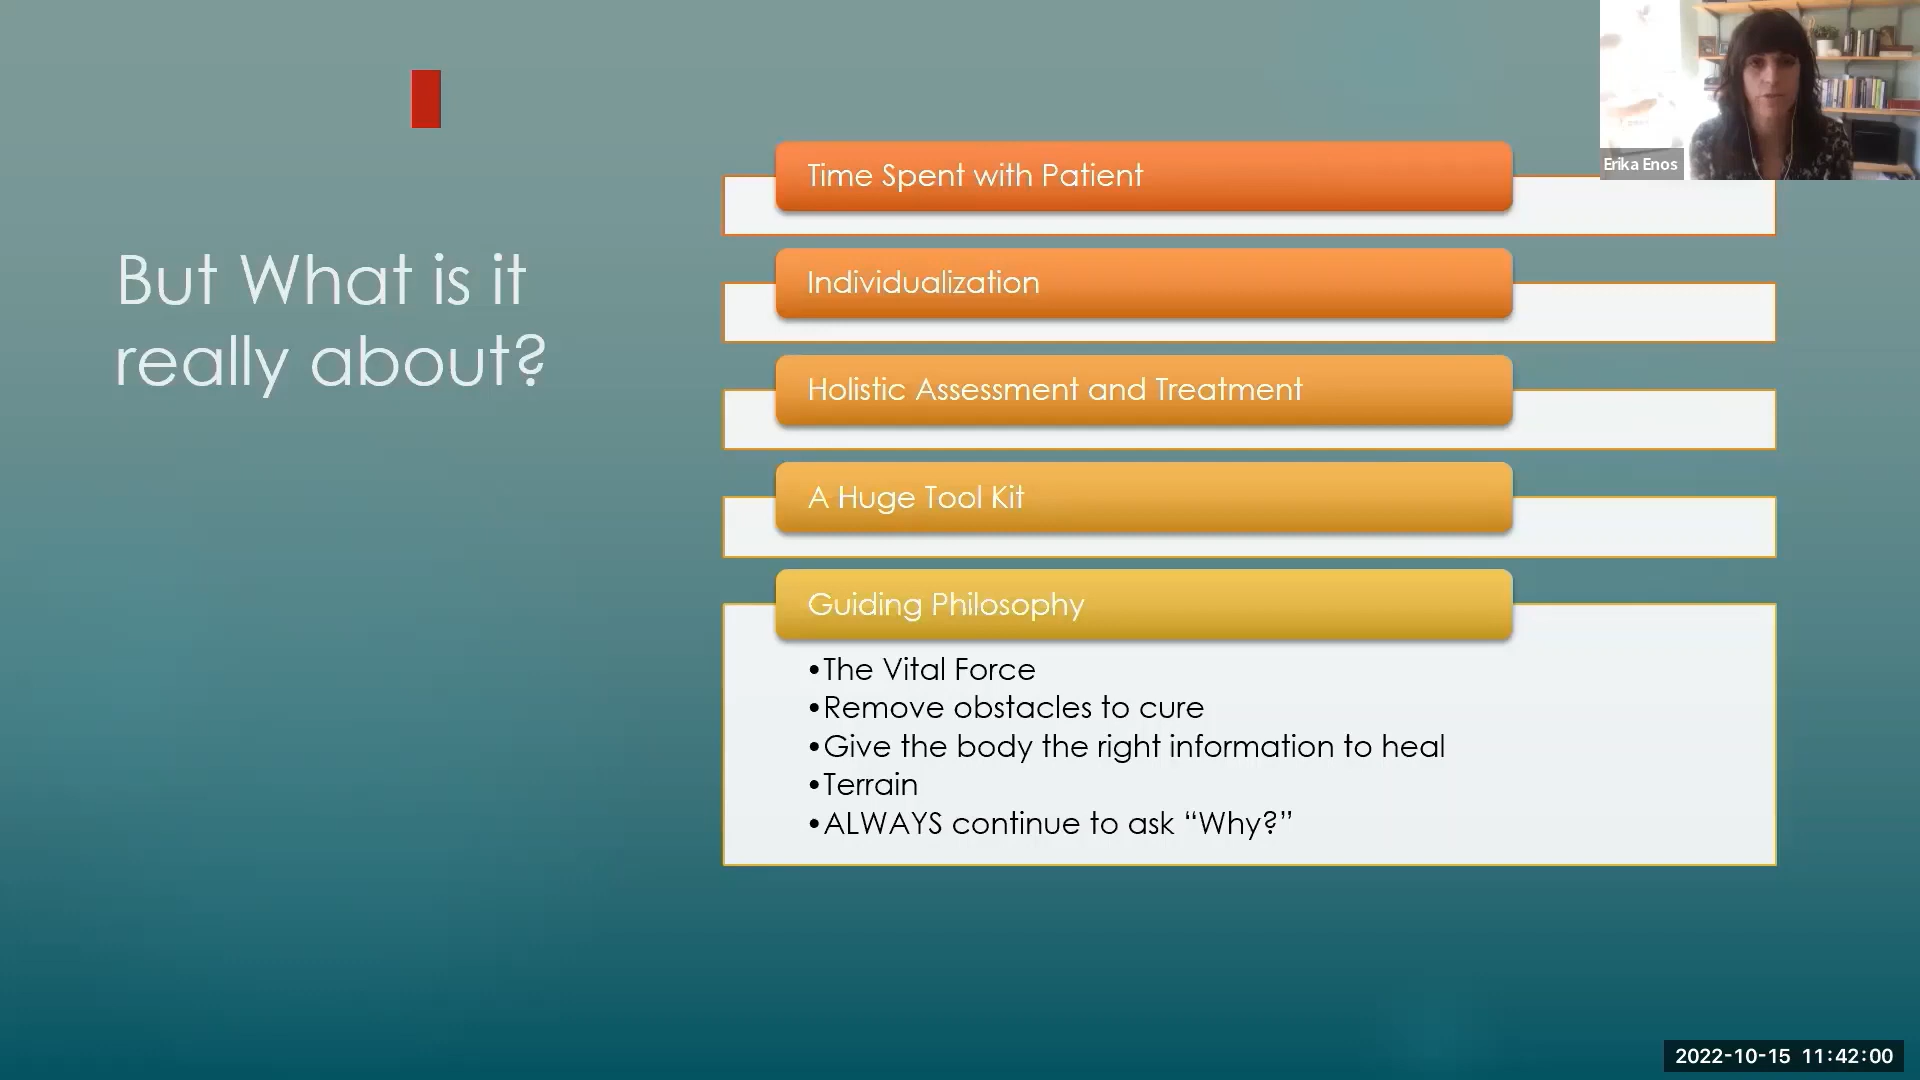 But What is it
really about?
Time Spent with Patient
Individualization
Holistic Assessment and Treatment
A Huge Tool Kit
Guiding Philosophy
•The Vital Force
•Remove obstacles to cure
•Give the body the right information to heal
•Terrain
•ALWAYS continue to ask “Why?”
Erika Enos
2022-10-15 11:42:00